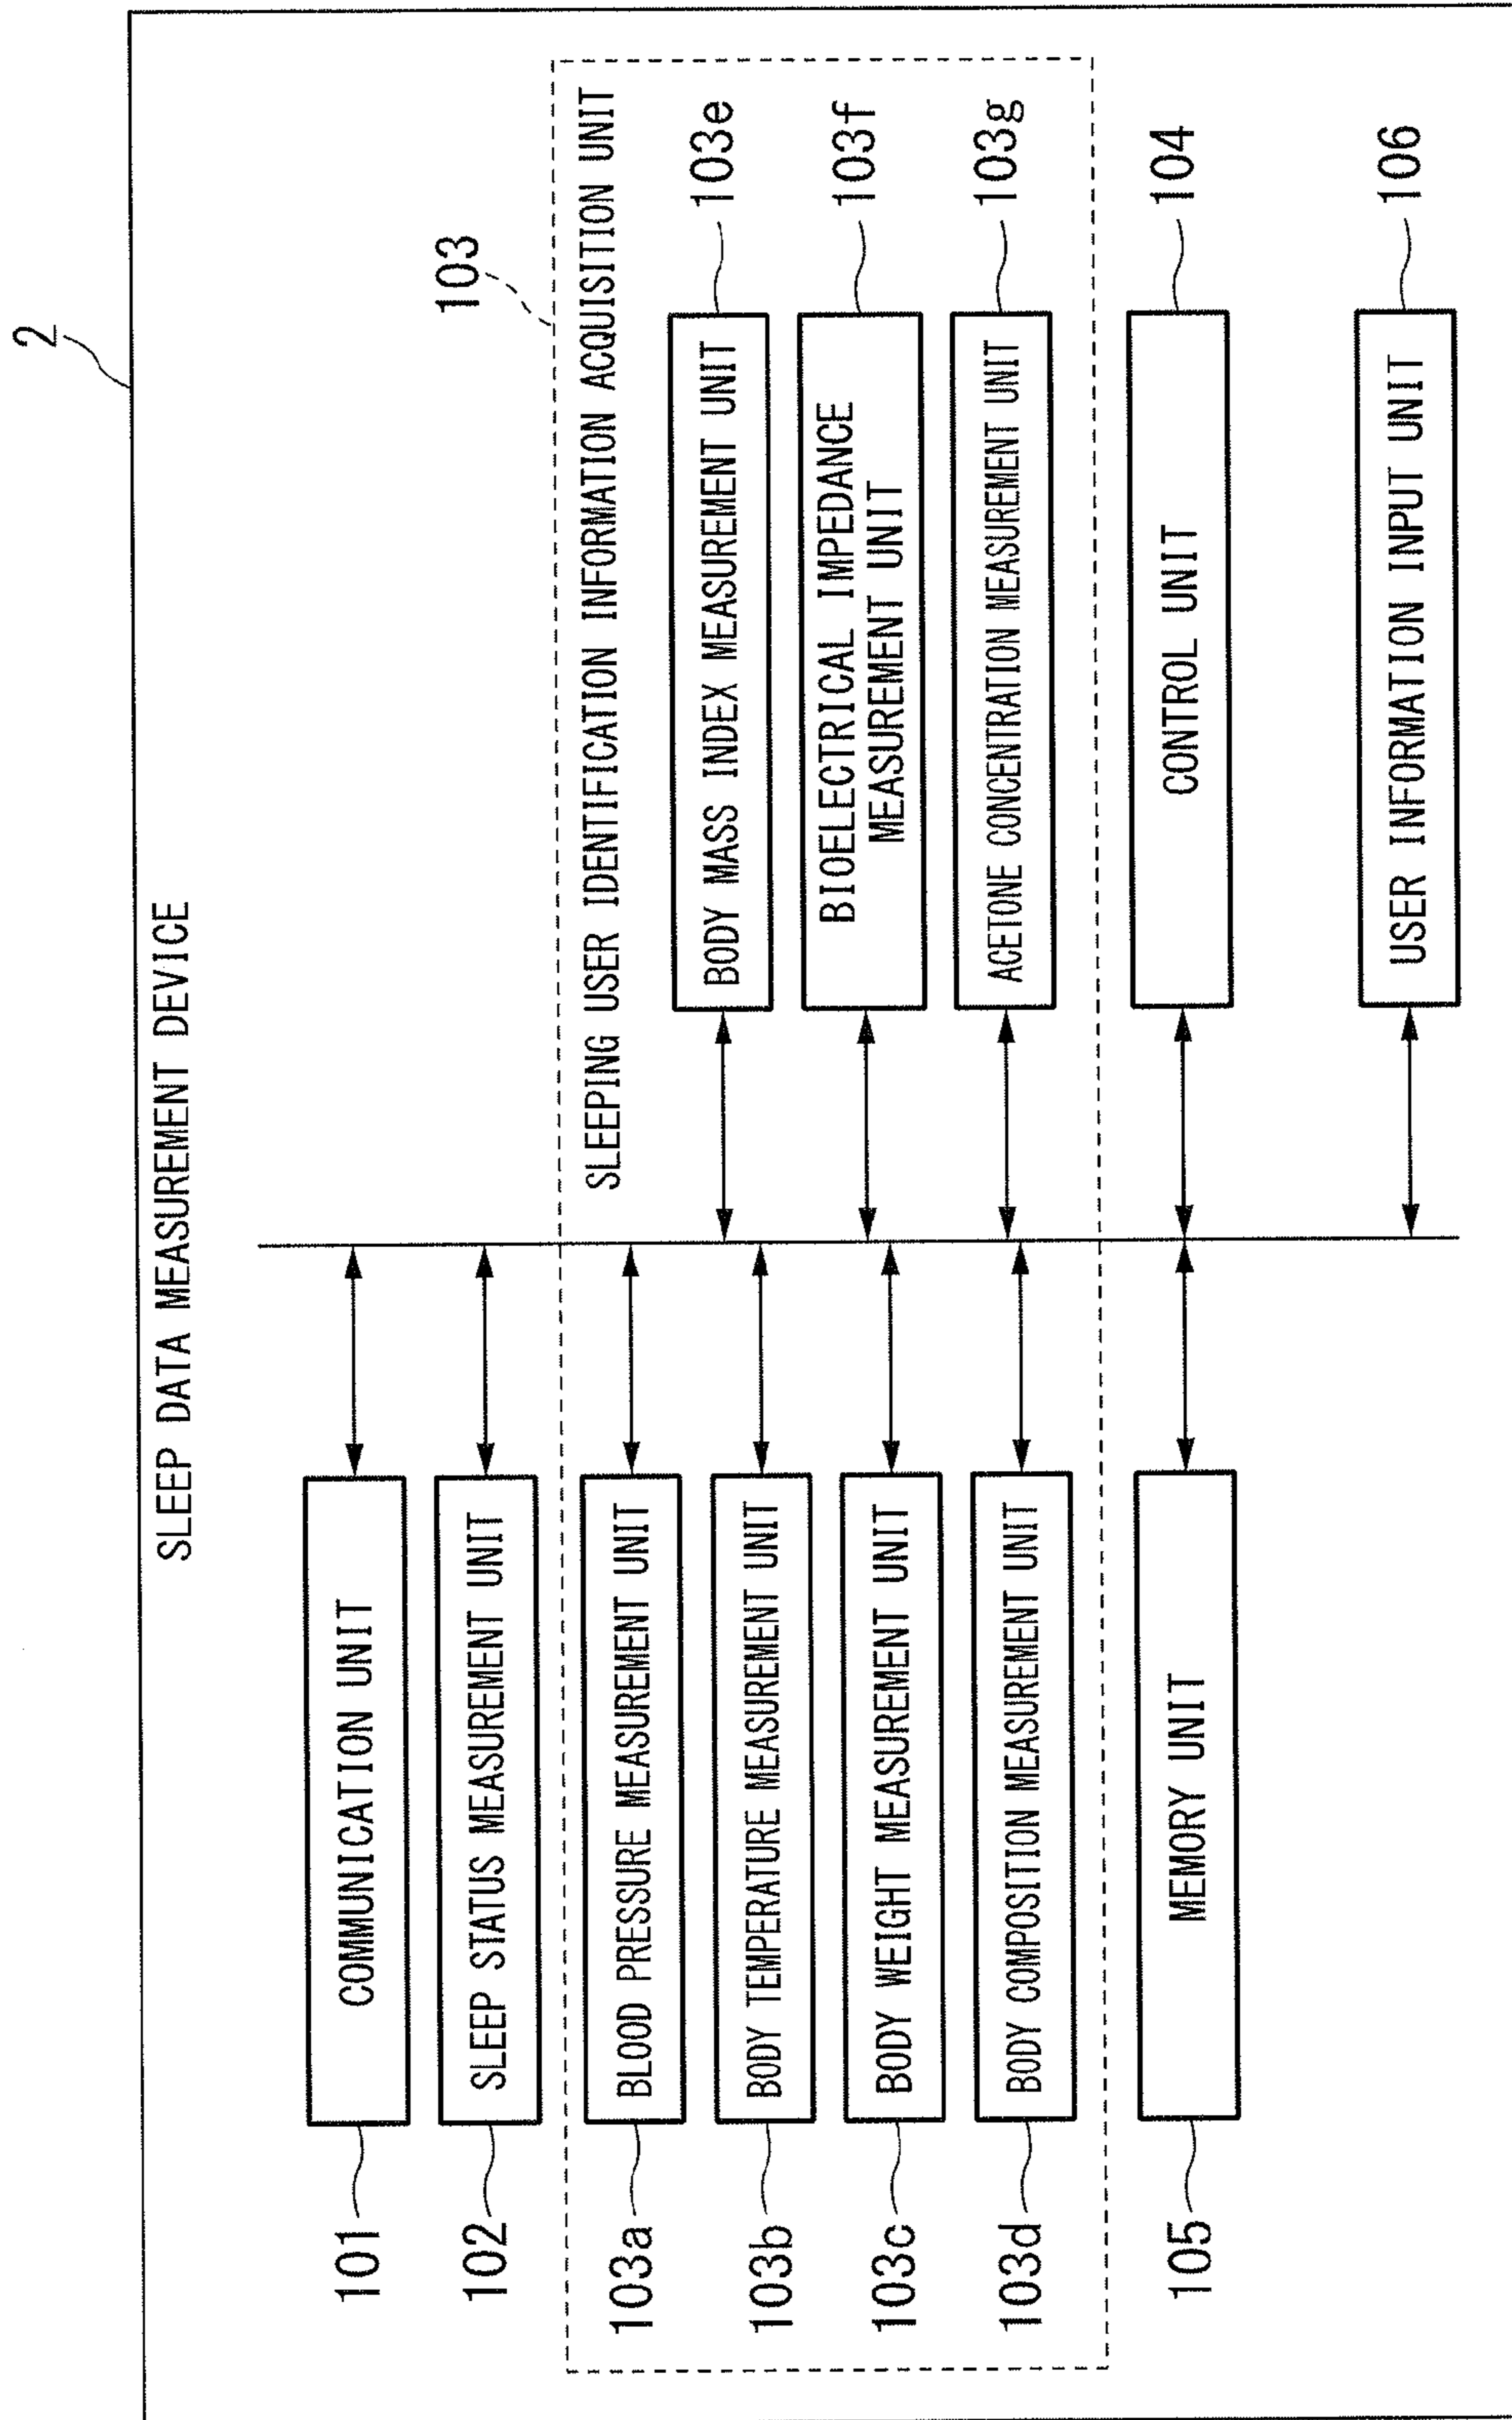 2
SLEEP DATA MEASUREMENT DEVICE
101
COMMUNICATION UNIT
102
SLEEP STATUS MEASUREMENT UNIT
103
SLEEPING USER IDENTIFICATION INFORMATION ACQUISITION UNIT
103a
BLOOD PRESSURE MEASUREMENT UNIT
103b
BODY TEMPERATURE MEASUREMENT UNIT
103c
BODY WEIGHT MEASUREMENT UNIT
103d
BODY COMPOSITION MEASUREMENT UNIT
BODY MASS INDEX MEASUREMENT UNIT
103e
BIOELECTRICAL IMPEDANCE
MEASUREMENT UNIT
103f
ACETONE CONCENTRATION MEASUREMENT UNIT
103g
105
MEMORY UNIT
CONTROL UNIT
104
USER INFORMATION INPUT UNIT
106